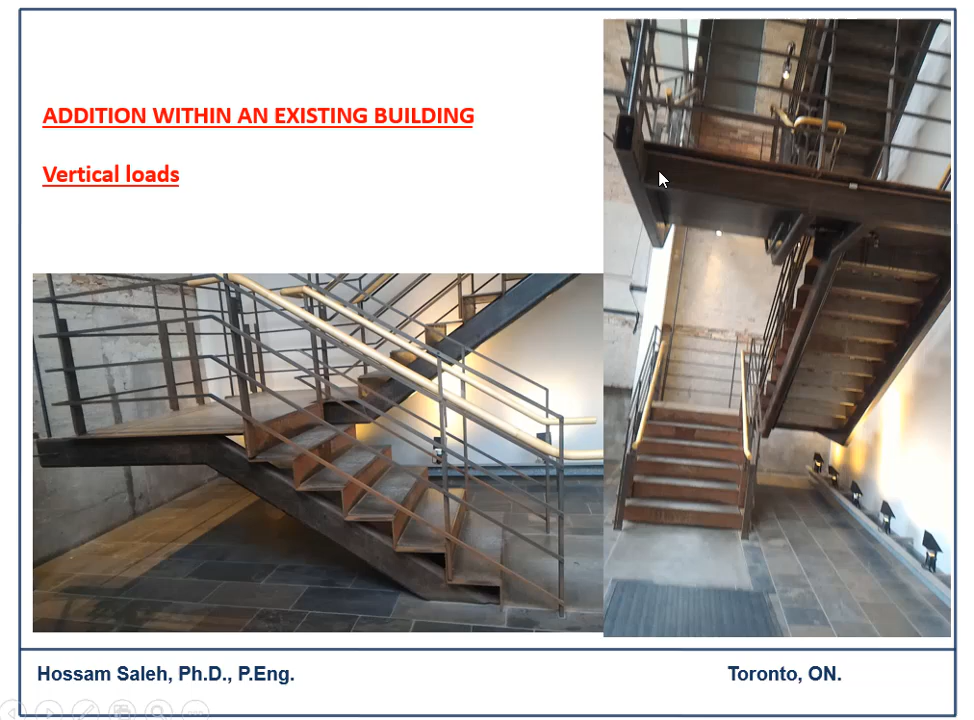 ADDITION WITHIN AN EXISTING BUILDING
Vertical loads
Hossam Saleh, Ph.D., P.Eng.
Toronto, ON.